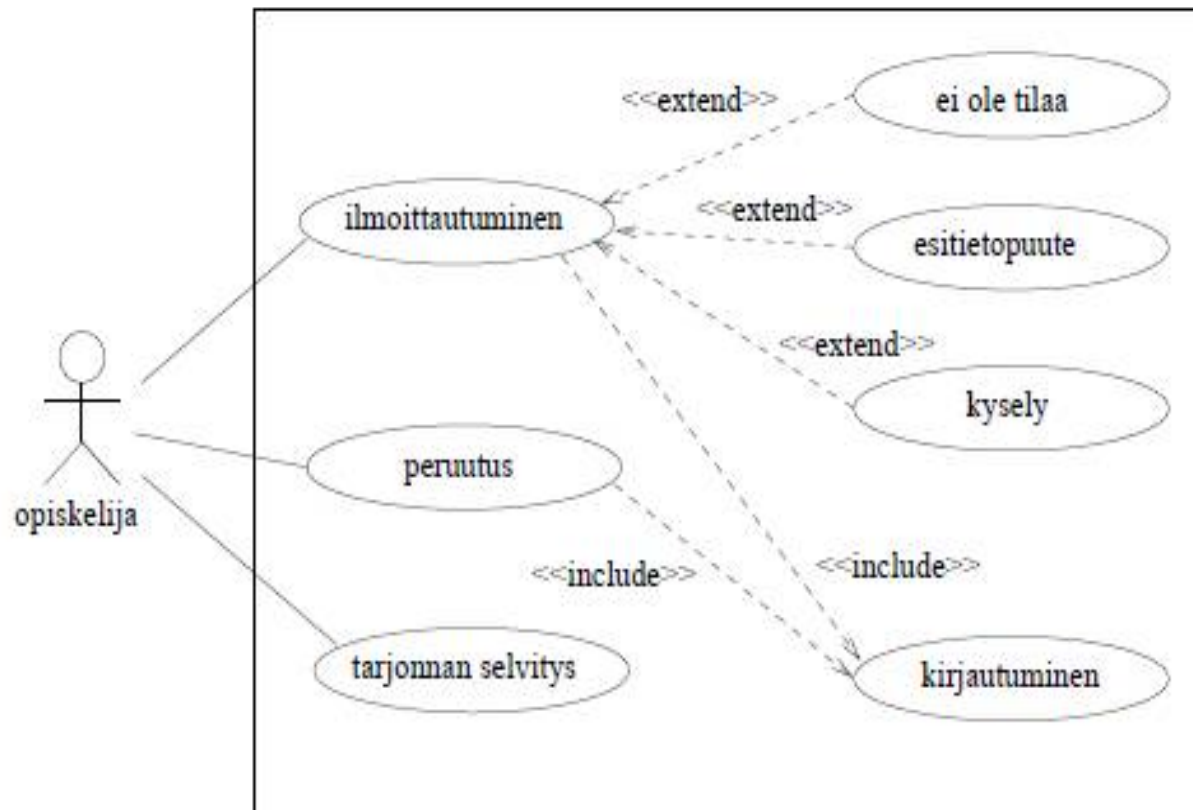 ei ole tilaa
<<extend>>
ilmoittautuminen
<<extend>>
esitietopuute
<<extend>>
kysely
peruutus
opiskelija
<<include>>
<<include>>
tarjonnan selvitys
kirjautuminen